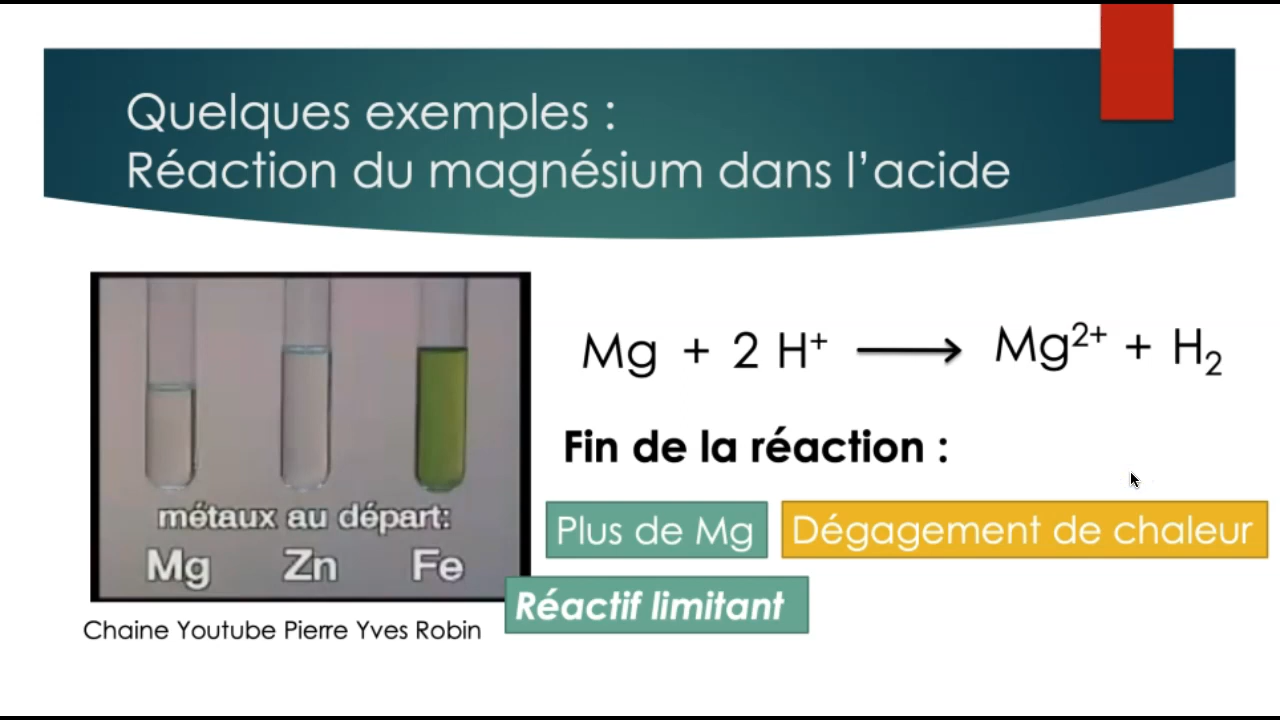 Quelques exemples :
Réaction du magnésium dans l’acide
Mg + 2 H⁺ ⟶ Mg²⁺ + H₂
Fin de la réaction :
Plus de Mg
Dégagement de chaleur
Réactif limitant
métaux au départ:
Mg Zn Fe
Chaine Youtube Pierre Yves Robin